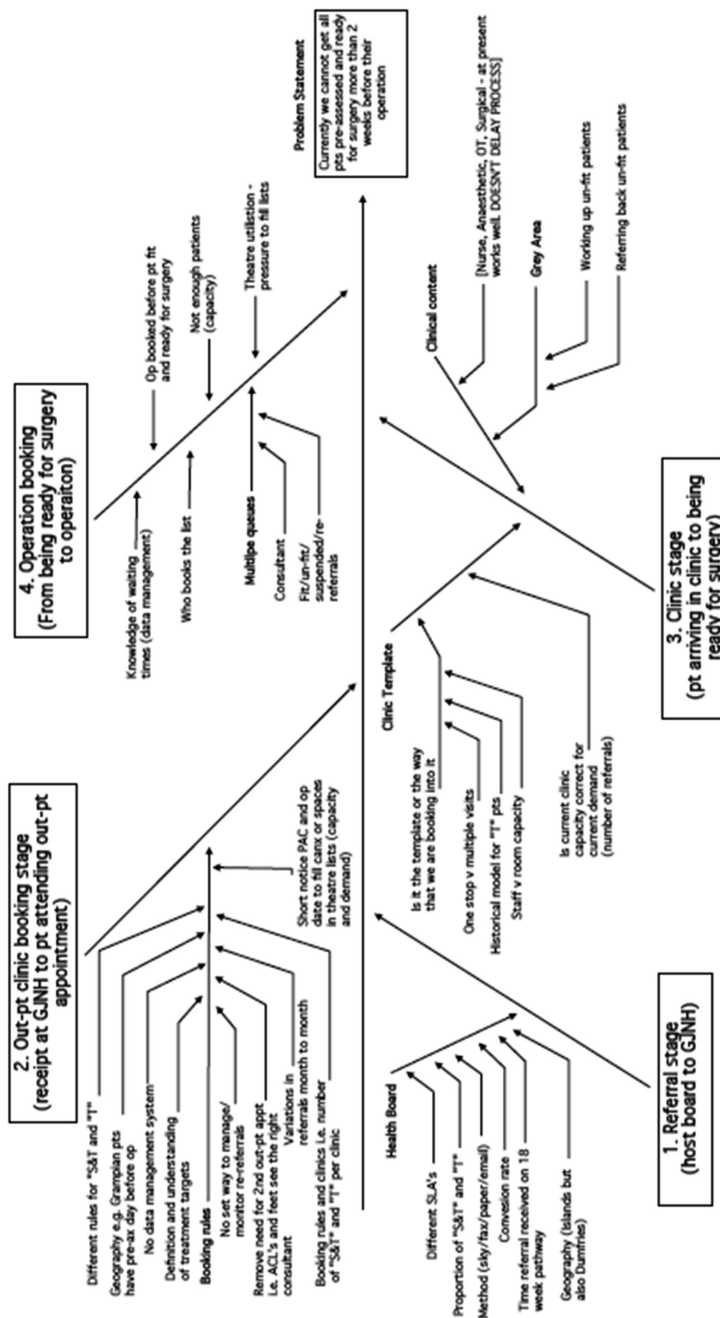 2. Out-pt clinic booking stage
(receipt at GJNH to pt attending out-pt
appointment)
Different rules for "S&T and "T"
Geography e.g. Grampian pts
have pre-ax day before op
No data management system
Definition and understanding
of treatment targets
Booking rules
No set way to manage/
monitor re-referrals
Remove need for 2nd out-pt appt
i.e. ACL's and feet see the right
consultant
Variations in
referrals month to month
Booking rules and clinics i.e. number
of "S&T" and "T" per clinic
Short notice PAC and op
date to fill canx or spaces
in theatre lists (capacity
and demand)
4. Operation booking
(From being ready for surgery
to operaiton)
Knowledge of waiting
times (data management)
Op booked before pt fit
and ready for surgery
Who books the list
Not enough patients
(capacity)
Multipe queues
Consultant
Fit/un-fit/
suspended/re-
referrals
Theatre utilistion -
pressure to fill lists
Problem Statement
Currently we cannot get all
pts pre-assessed and ready
for surgery more than 2
weeks before their
operation
Health Board
Different SLA's
Proportion of "S&T" and "T"
Method (sky/fax/paper/email)
Convesion rate
Time referral received on 18
week pathway
Geography (Islands but
also Dumfries)
1. Referral stage
(host board to GJNH)
Clinic Template
Is it the template or the way
that we are booking into it
One stop v multiple visits
Historical model for "T" pts
Staff v room capacity
Is current clinic
capacity correct for
current demand
(number of referrals)
Clinical content
[Nurse, Anaesthetic, OT, Surgical - at present
works well. DOESN'T DELAY PROCESS]
Grey Area
Working up un-fit patients
Referring back un-fit patients
3. Clinic stage
(pt arriving in clinic to being
ready for surgery)